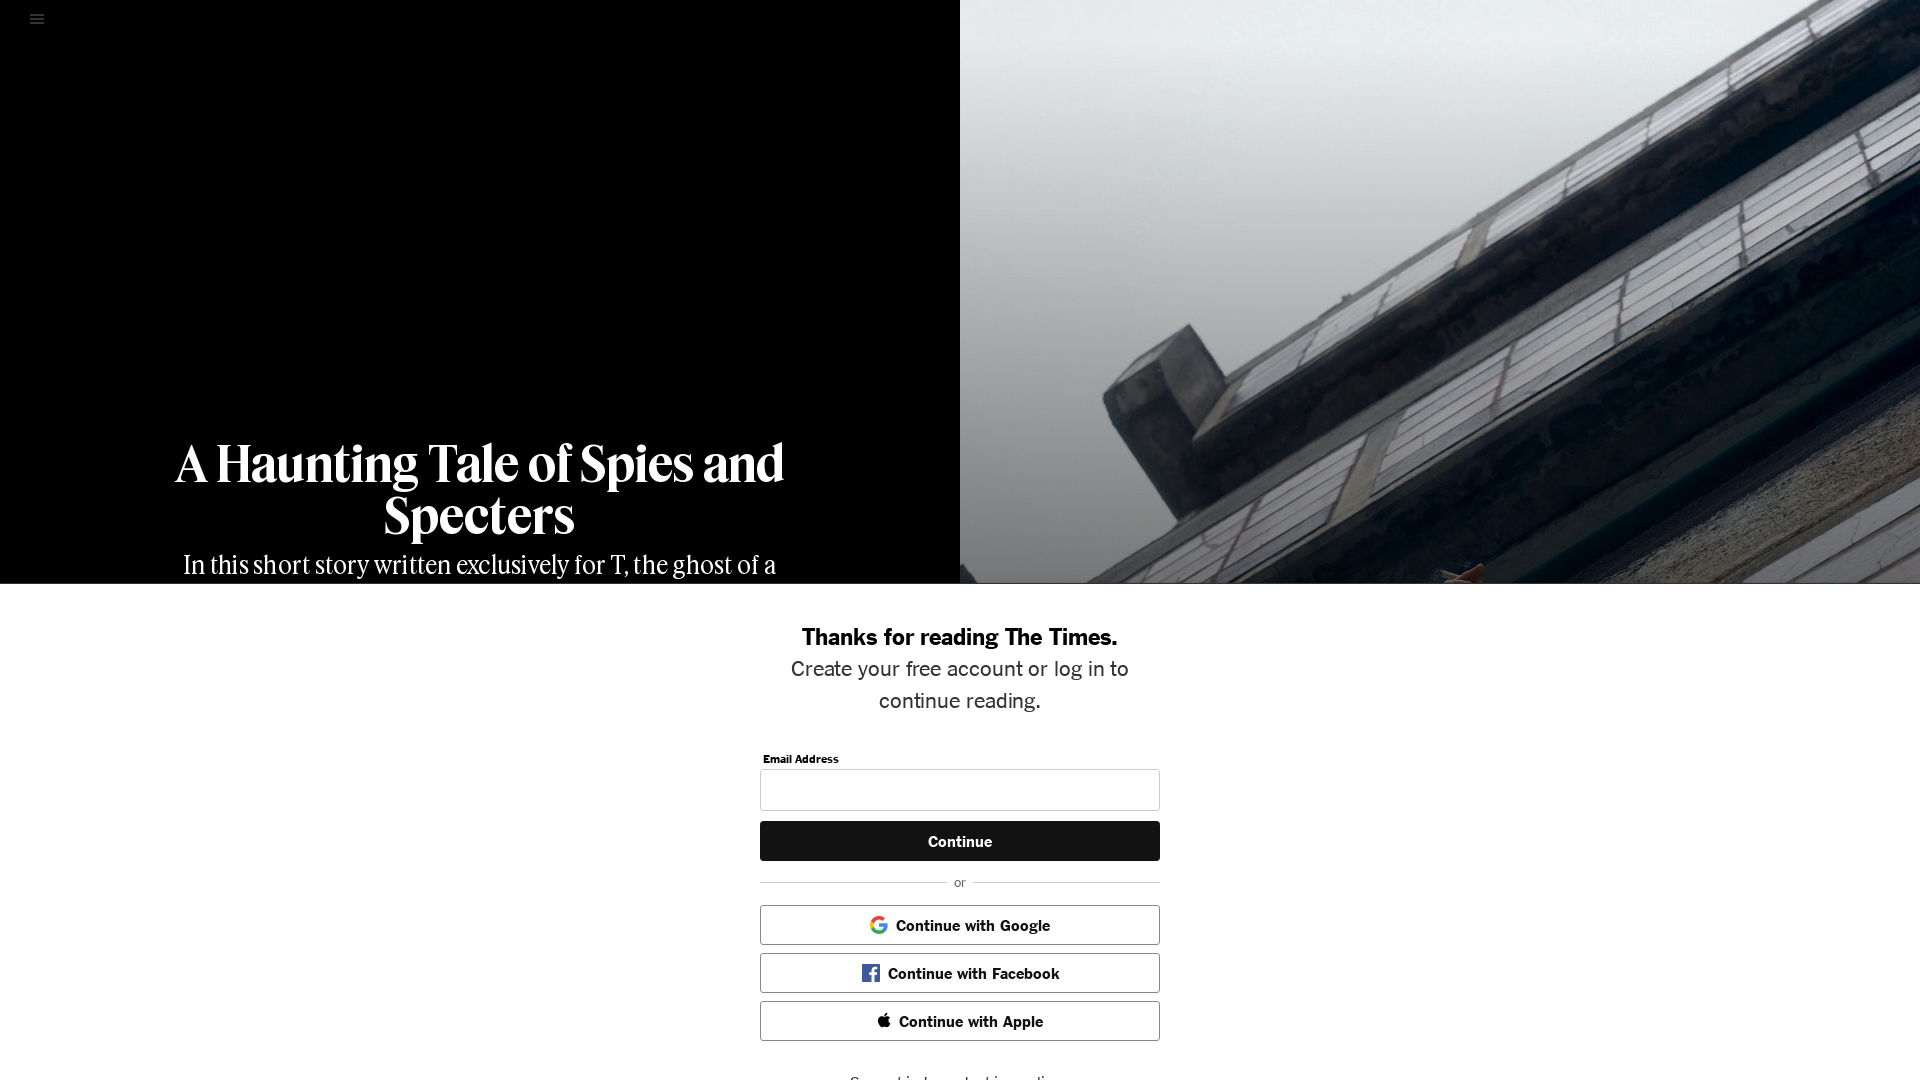 A Haunting Tale of Spies and
Specters
In this short story written exclusively for T, the ghost of a
Thanks for reading The Times.
Create your free account or log in to
continue reading.
Email Address
Continue
or
Continue with Google
Continue with Facebook
Continue with Apple